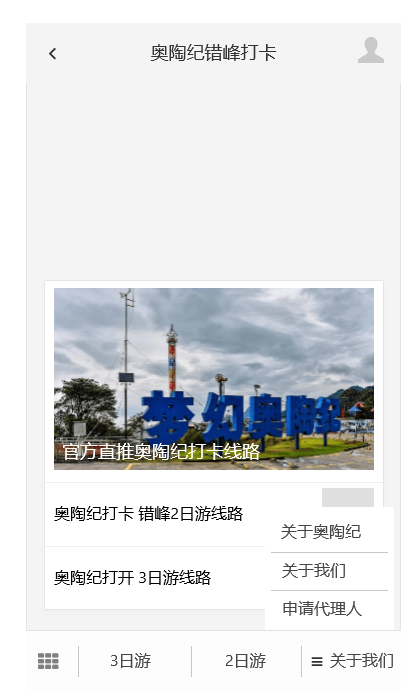 奥陶纪错峰打卡
梦幻奥陶纪
官方直推奥陶纪打卡线路
奥陶纪打卡 错峰2日游线路
奥陶纪打开 3日游线路
关于奥陶纪
关于我们
申请代理人
3日游
2日游
关于我们